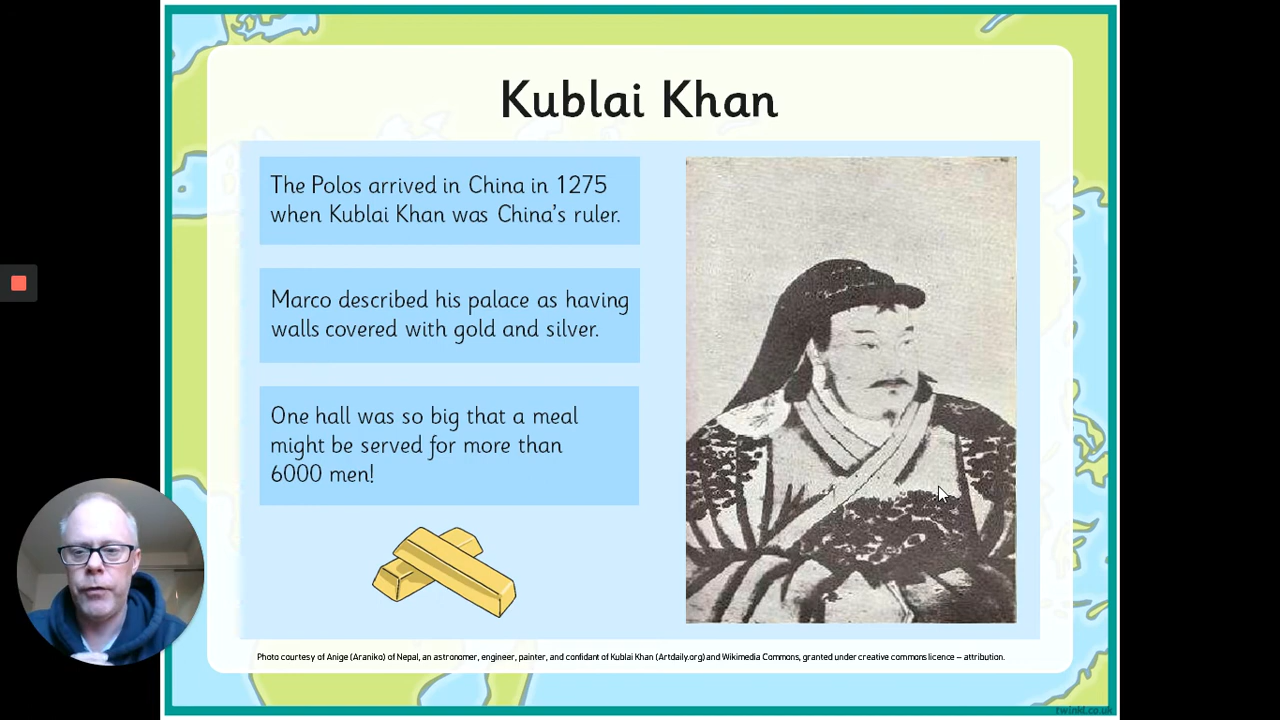 Kublai Khan
The Polos arrived in China in 1275
when Kublai Khan was China's ruler.
Marco described his palace as having
walls covered with gold and silver.
One hall was so big that a meal
might be served for more than
6000 men!
Photo courtesy of Anige (Araniko) of Nepal, an astronomer, engineer, painter, and confidant of Kublai Khan (Artdaily.org) and Wikimedia Commons, granted under creative commons licence – attribution.
twinkl.co.uk